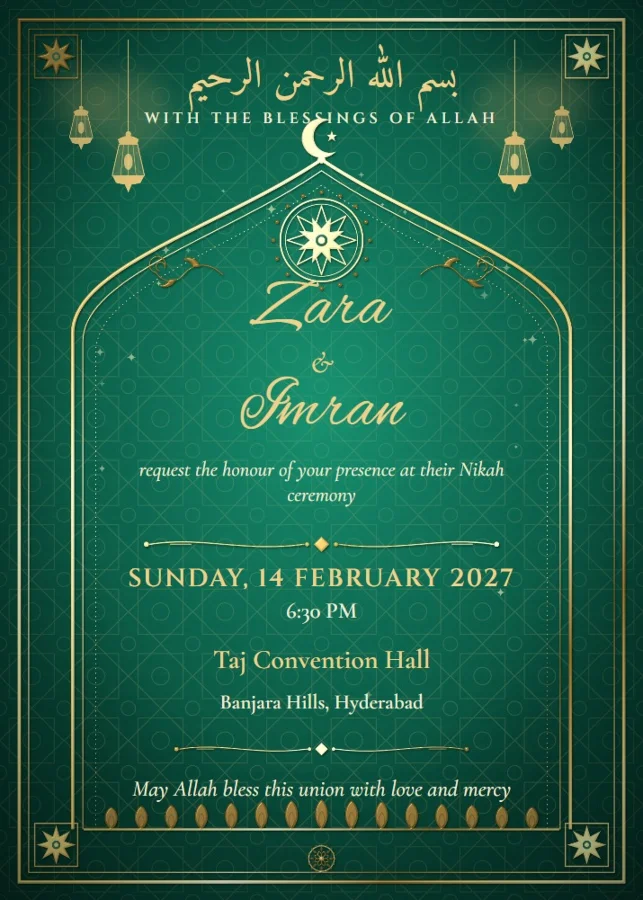 بسم الله الرحمن الرحيم
WITH THE BLESSINGS OF ALLAH
Zara
&
Imran
request the honour of your presence at their Nikah
ceremony
SUNDAY, 14 FEBRUARY 2027
6:30 PM
Taj Convention Hall
Banjara Hills, Hyderabad
May Allah bless this union with love and mercy